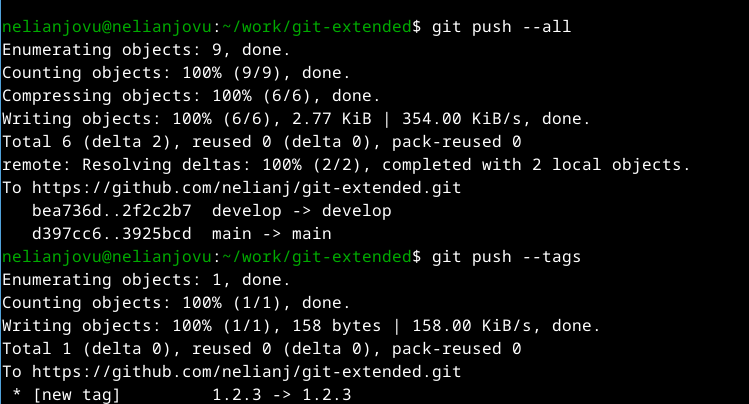 nelianjovu@nelianjovu:~/work/git-extended$ git push --all
Enumerating objects: 9, done.
Counting objects: 100% (9/9), done.
Compressing objects: 100% (6/6), done.
Writing objects: 100% (6/6), 2.77 KiB | 354.00 KiB/s, done.
Total 6 (delta 2), reused 0 (delta 0), pack-reused 0
remote: Resolving deltas: 100% (2/2), completed with 2 local objects.
To https://github.com/nelianj/git-extended.git
   bea736d..2f2c2b7  develop -> develop
   d397cc6..3925bcd  main -> main
nelianjovu@nelianjovu:~/work/git-extended$ git push --tags
Enumerating objects: 1, done.
Counting objects: 100% (1/1), done.
Writing objects: 100% (1/1), 158 bytes | 158.00 KiB/s, done.
Total 1 (delta 0), reused 0 (delta 0), pack-reused 0
To https://github.com/nelianj/git-extended.git
 * [new tag]         1.2.3 -> 1.2.3